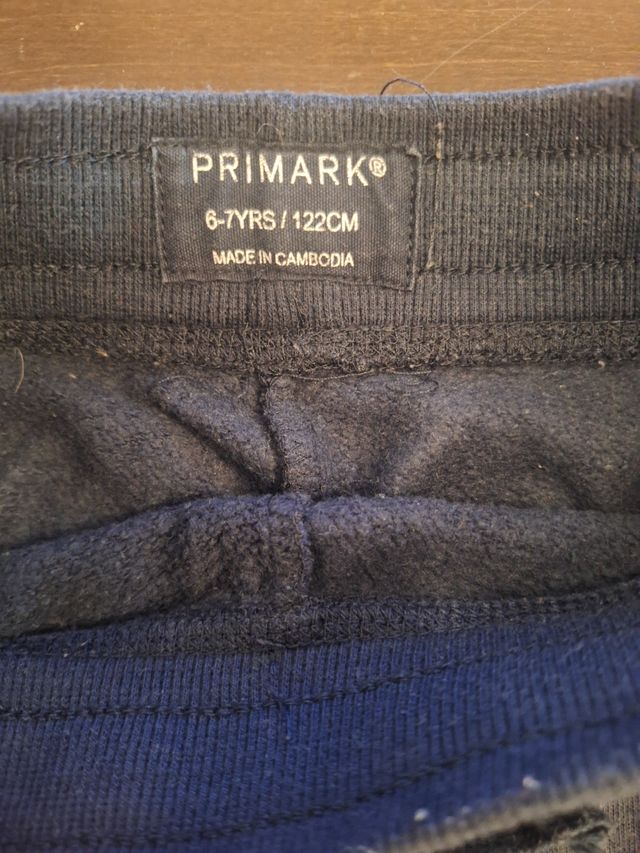 PRIMARK®
6-7YRS / 122CM
MADE IN CAMBODIA